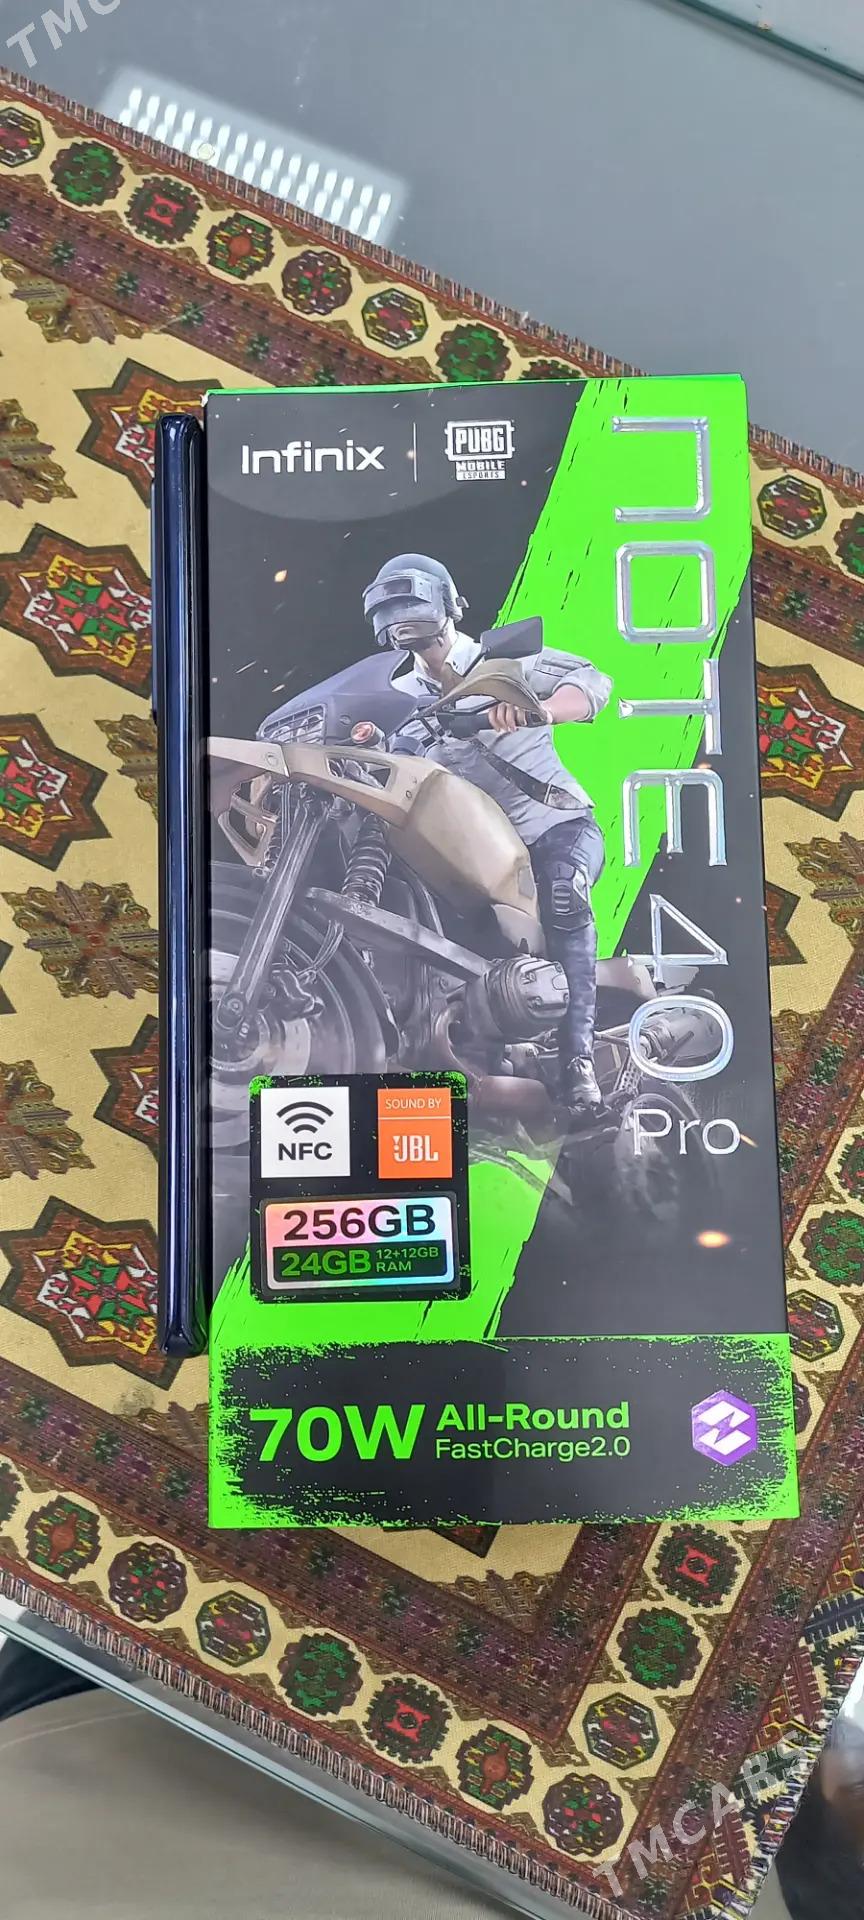 TMC
Infinix
PUBG
MOBILE
ESPORTS
NOTE 40
Pro
NFC
SOUND BY
JBL
256GB
24GB 12+12GB
RAM
70W All-Round
FastCharge2.0
TMCARS